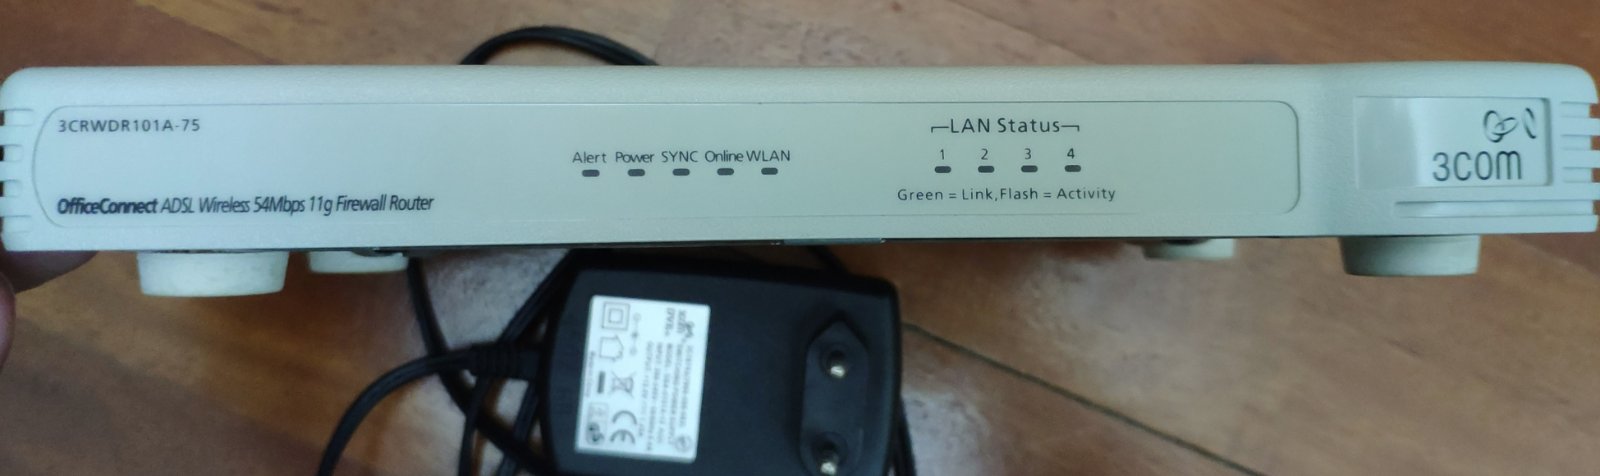 3CRWDR101A-75
OfficeConnect ADSL Wireless 54Mbps 11g Firewall Router
Alert Power SYNC Online WLAN
LAN Status
1 2 3 4
Green = Link,Flash = Activity
3COM